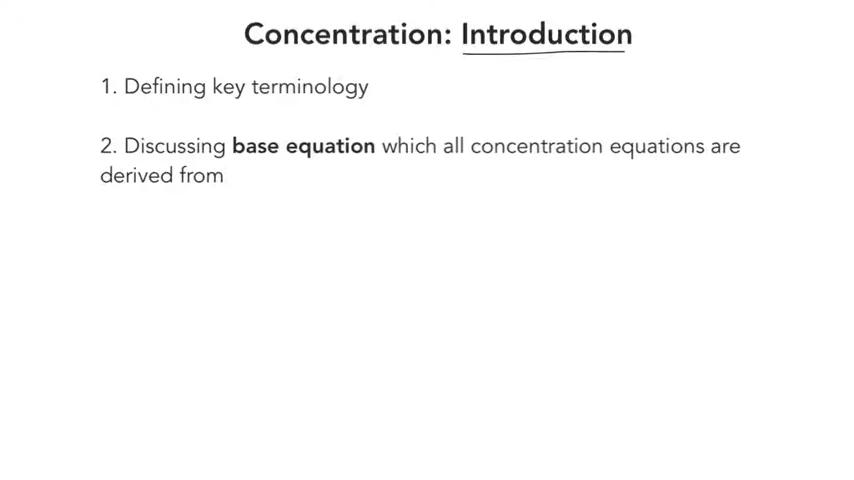 Concentration: Introduction
1. Defining key terminology
2. Discussing base equation which all concentration equations are
derived from